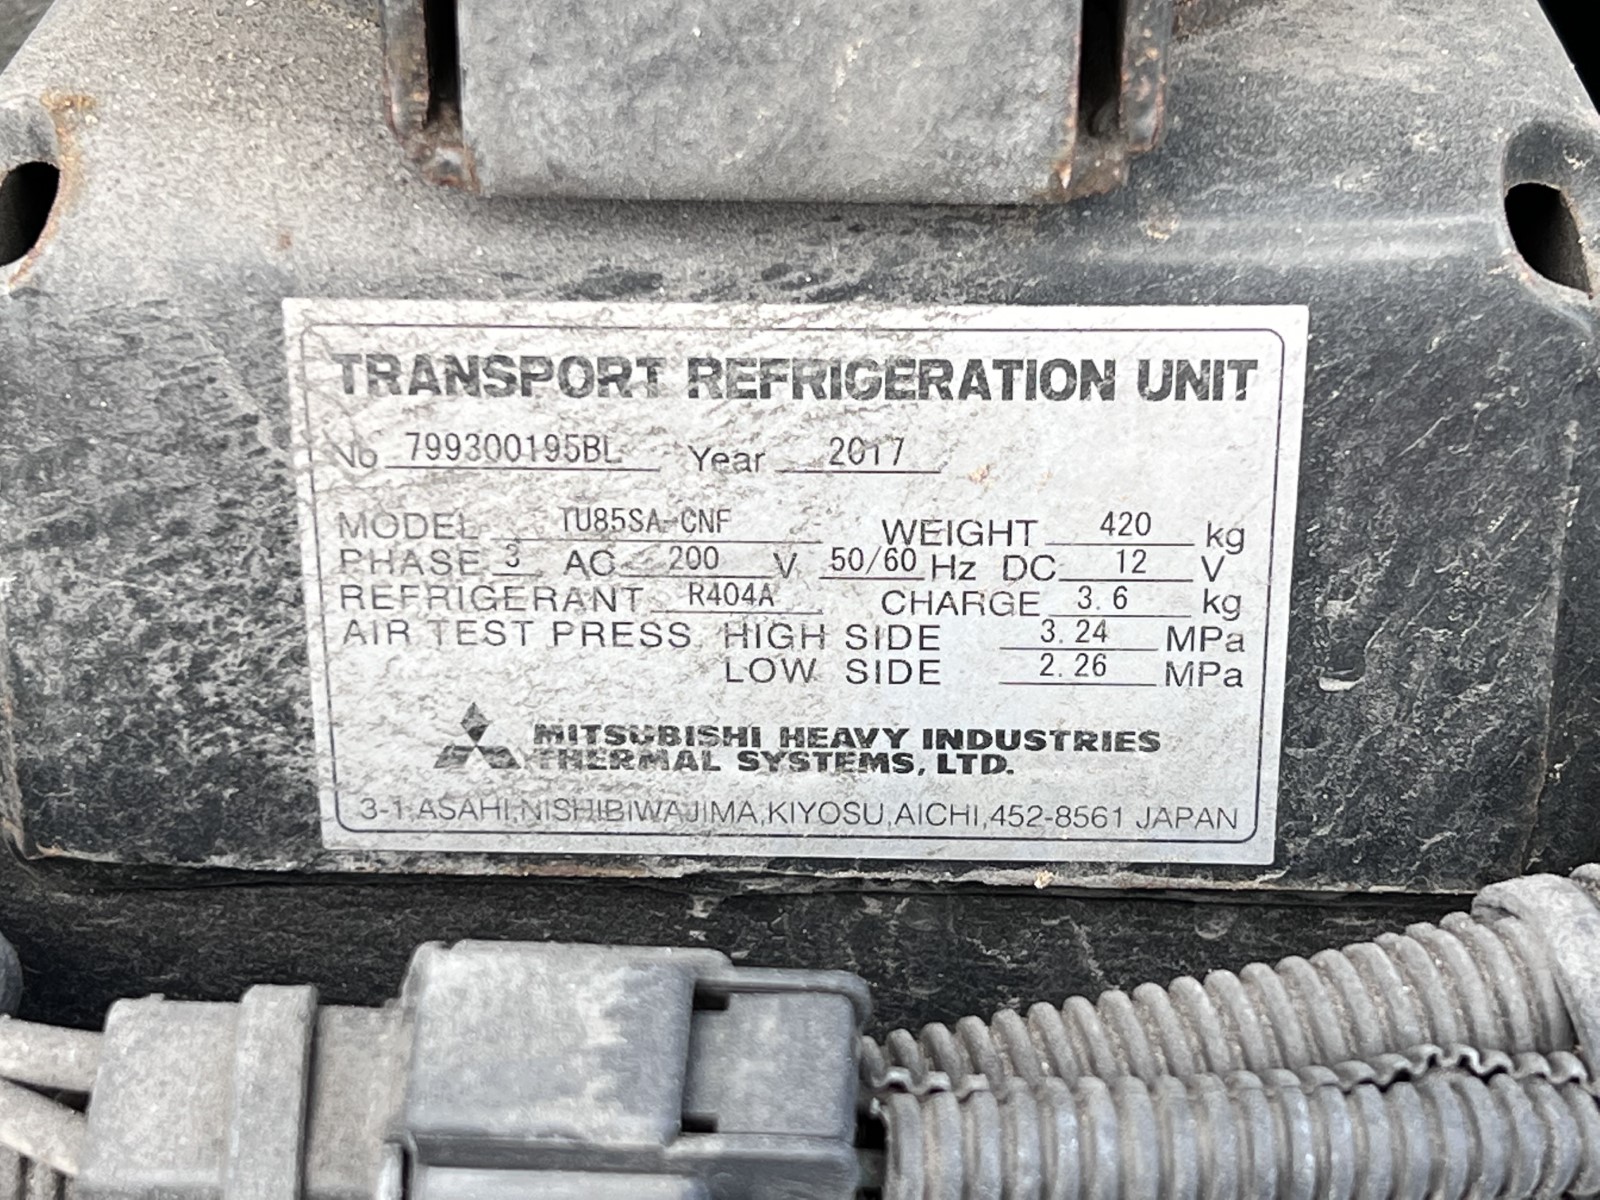 TRANSPORT REFRIGERATION UNIT
No 799300195BL Year 2017
MODEL TU85SA-CNF WEIGHT 420 kg
PHASE 3 AC 200 V 50/60 Hz DC 12 V
REFRIGERANT R404A CHARGE 3.6 kg
AIR TEST PRESS. HIGH SIDE 3.24 MPa
LOW SIDE 2.26 MPa
MITSUBISHI HEAVY INDUSTRIES
THERMAL SYSTEMS, LTD.
3-1,ASAHI,NISHIBIWAJIMA,KIYOSU,AICHI,452-8561 JAPAN